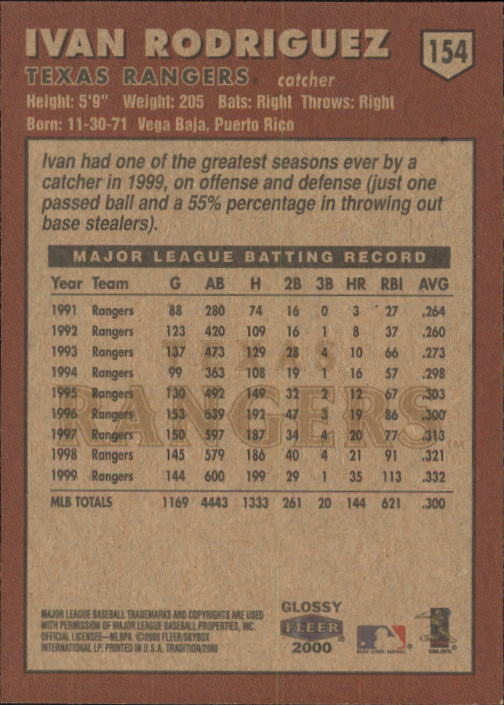 IVAN RODRIGUEZ
154
TEXAS RANGERS® catcher
Height: 5'9" Weight: 205 Bats: Right Throws: Right
Born: 11-30-71 Vega Baja, Puerto Rico
Ivan had one of the greatest seasons ever by a
catcher in 1999, on offense and defense (just one
passed ball and a 55% percentage in throwing out
base stealers).
MAJOR LEAGUE BATTING RECORD
Year Team G AB H 2B 3B HR RBI AVG
1991 Rangers 88 280 74 16 0 3 27 .264
1992 Rangers 123 420 109 16 1 8 37 .260
1993 Rangers 137 473 129 28 4 10 66 .273
1994 Rangers 99 363 108 19 1 16 57 .298
1995 Rangers 130 492 149 32 2 12 67 .303
1996 Rangers 153 639 192 47 3 19 86 .300
1997 Rangers 150 597 187 34 4 20 77 .313
1998 Rangers 145 579 186 40 4 21 91 .321
1999 Rangers 144 600 199 29 1 35 113 .332
MLB TOTALS 1169 4443 1333 261 20 144 621 .300
TEXAS
RANGERS™
MAJOR LEAGUE BASEBALL TRADEMARKS AND COPYRIGHTS ARE USED
WITH PERMISSION OF MAJOR LEAGUE BASEBALL PROPERTIES, INC.
OFFICIAL LICENSEE—MLBPA ©2000 FLEER/SKYBOX
INTERNATIONAL LP. PRINTED IN U.S.A. TRADITION/2000
GLOSSY
FLEER
2000